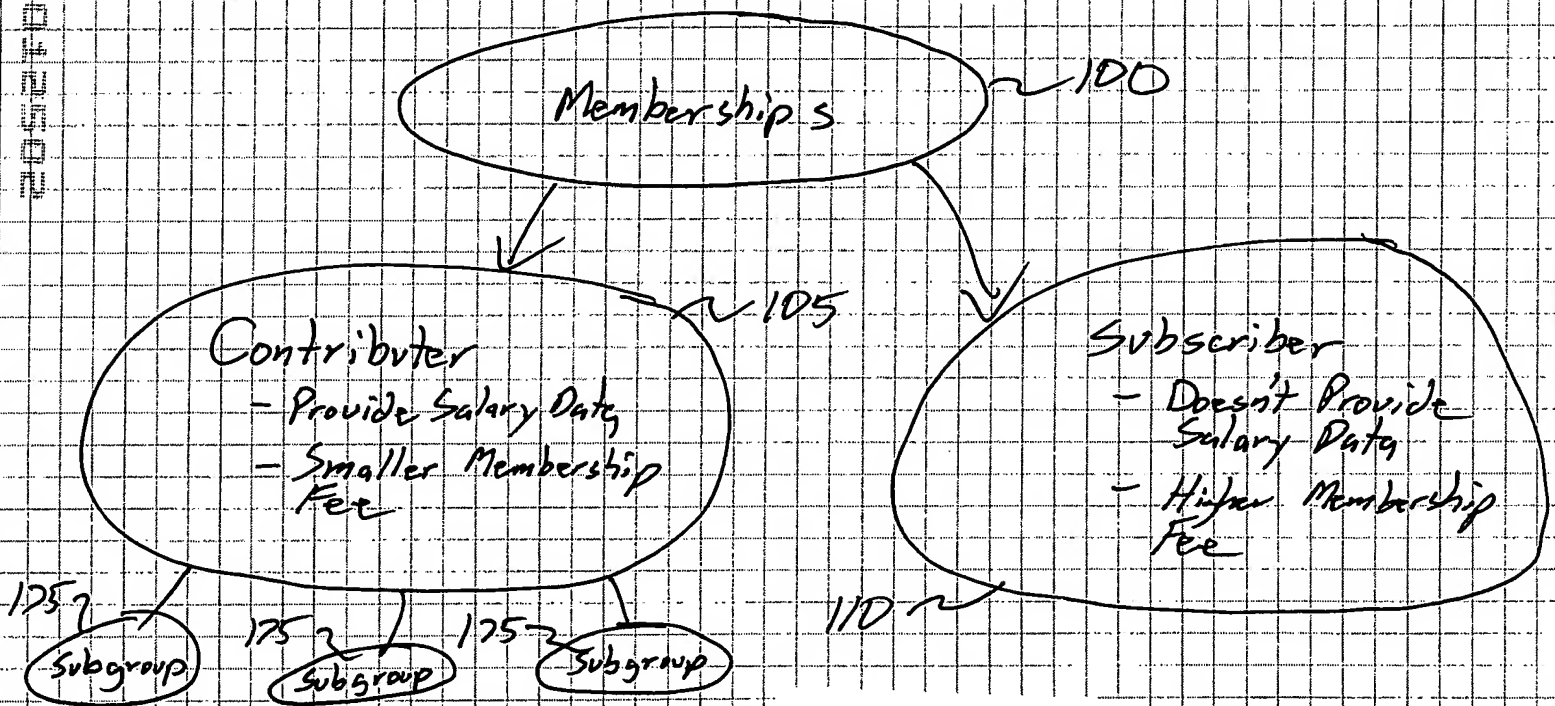 Memberships
100
Contributer
- Provide Salary Data
- Smaller Membership
Fee
105
Subscriber
- Doesn't Provide
Salary Data
- Higher Membership
Fee
110
175
Subgroup
175
Subgroup
175
Subgroup